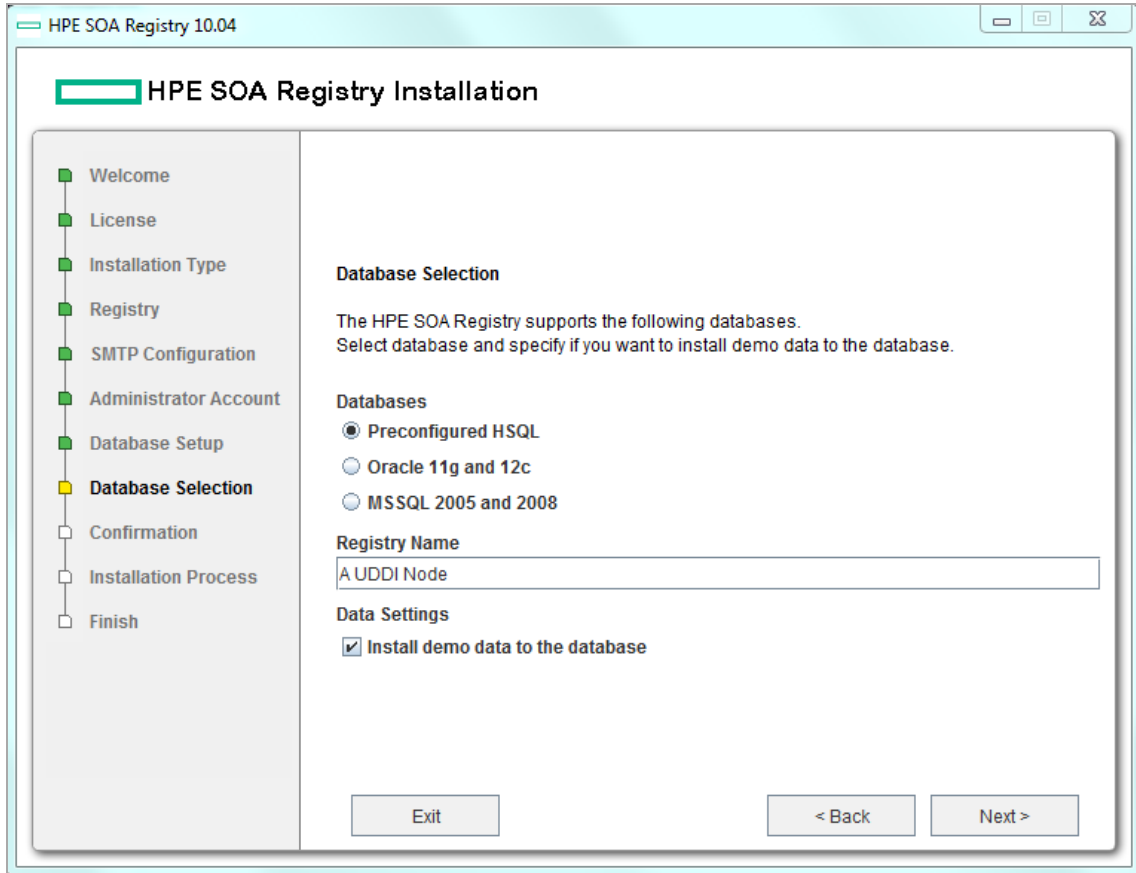 HPE SOA Registry 10.04
HPE SOA Registry Installation
Welcome
License
Installation Type
Registry
SMTP Configuration
Administrator Account
Database Setup
Database Selection
Confirmation
Installation Process
Finish
Database Selection
The HPE SOA Registry supports the following databases.
Select database and specify if you want to install demo data to the database.
Databases
Preconfigured HSQL
Oracle 11g and 12c
MSSQL 2005 and 2008
Registry Name
A UDDI Node
Data Settings
Install demo data to the database
Exit
< Back
Next >